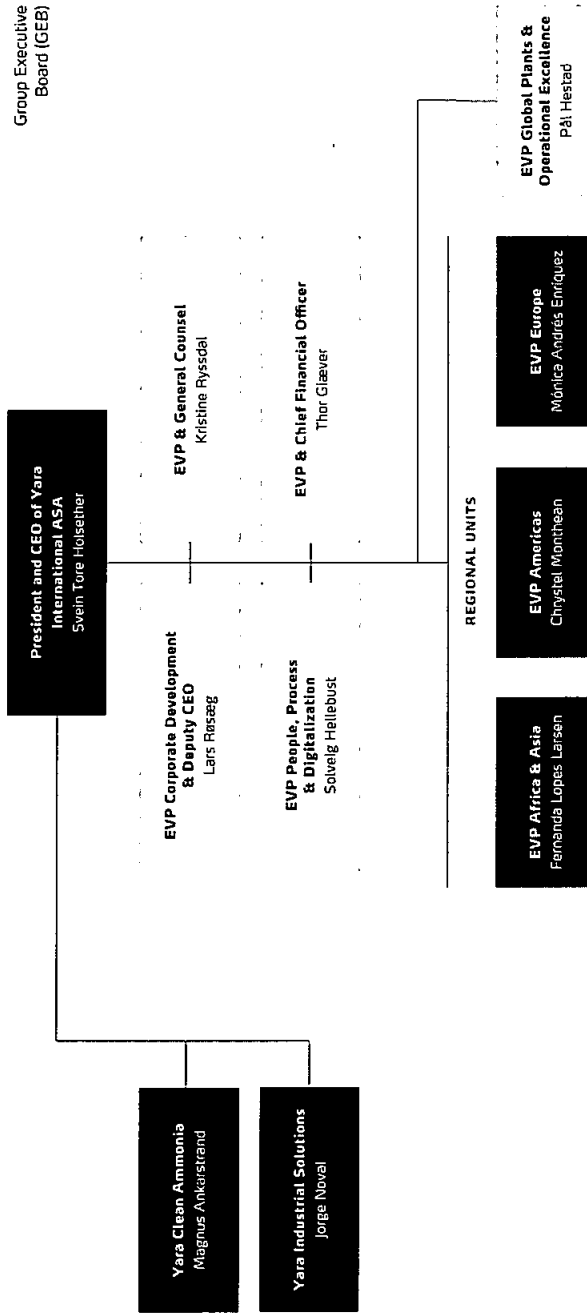 Group Executive
Board (GEB)
President and CEO of Yara
International ASA
Svein Tore Holsether
Yara Clean Ammonia
Magnus Ankarstrand
Yara Industrial Solutions
Jorge Noval
EVP Corporate Development
& Deputy CEO
Lars Røsæg
EVP & General Counsel
Kristine Ryssdal
EVP People, Process
& Digitalization
Solveig Hellebust
EVP & Chief Financial Officer
Thor Giæver
REGIONAL UNITS
EVP Africa & Asia
Fernanda Lopes Larsen
EVP Americas
Chrystel Monthean
EVP Europe
Mónica Andrés Enríquez
EVP Global Plants &
Operational Excellence
Pål Hestad